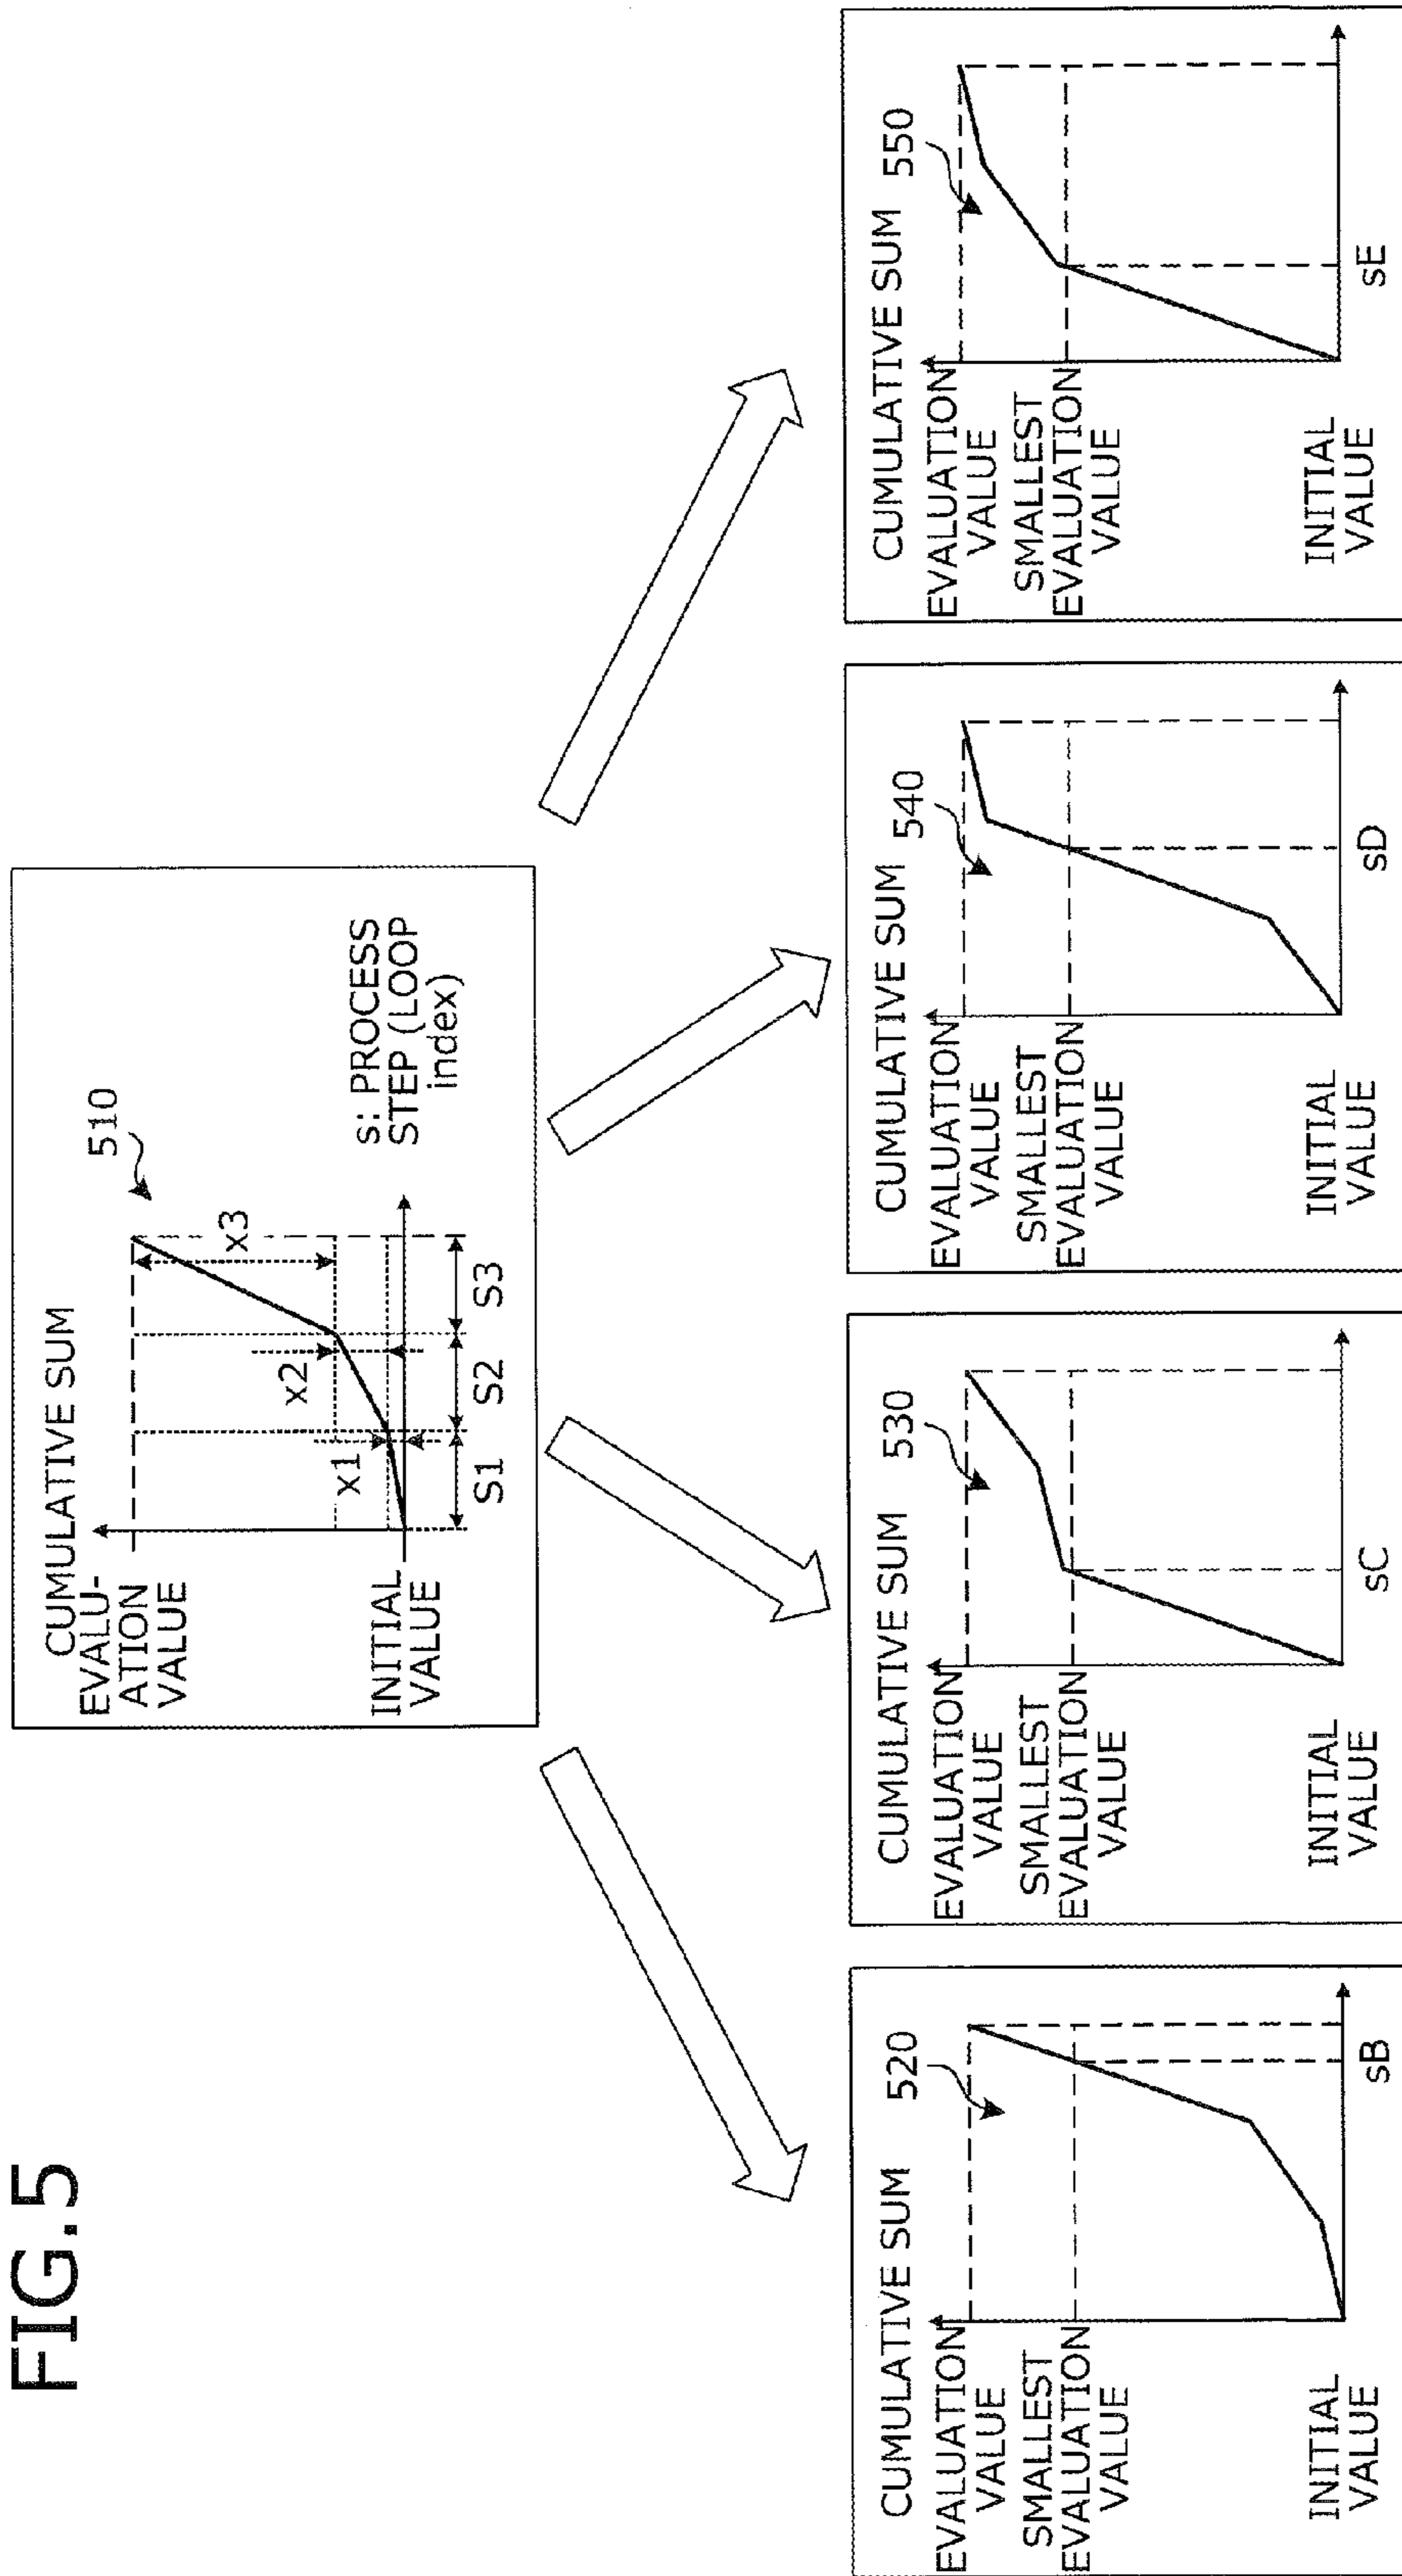 FIG.5
CUMULATIVE SUM
EVALU-
ATION
VALUE
510
x3
x2
x1
INITIAL
VALUE
s: PROCESS
STEP (LOOP
index)
S1
S2
S3
CUMULATIVE SUM
520
EVALUATION
VALUE
SMALLEST
EVALUATION
VALUE
INITIAL
VALUE
sB
CUMULATIVE SUM
530
EVALUATION
VALUE
SMALLEST
EVALUATION
VALUE
INITIAL
VALUE
sC
CUMULATIVE SUM
540
EVALUATION
VALUE
SMALLEST
EVALUATION
VALUE
INITIAL
VALUE
sD
CUMULATIVE SUM
550
EVALUATION
VALUE
SMALLEST
EVALUATION
VALUE
INITIAL
VALUE
sE